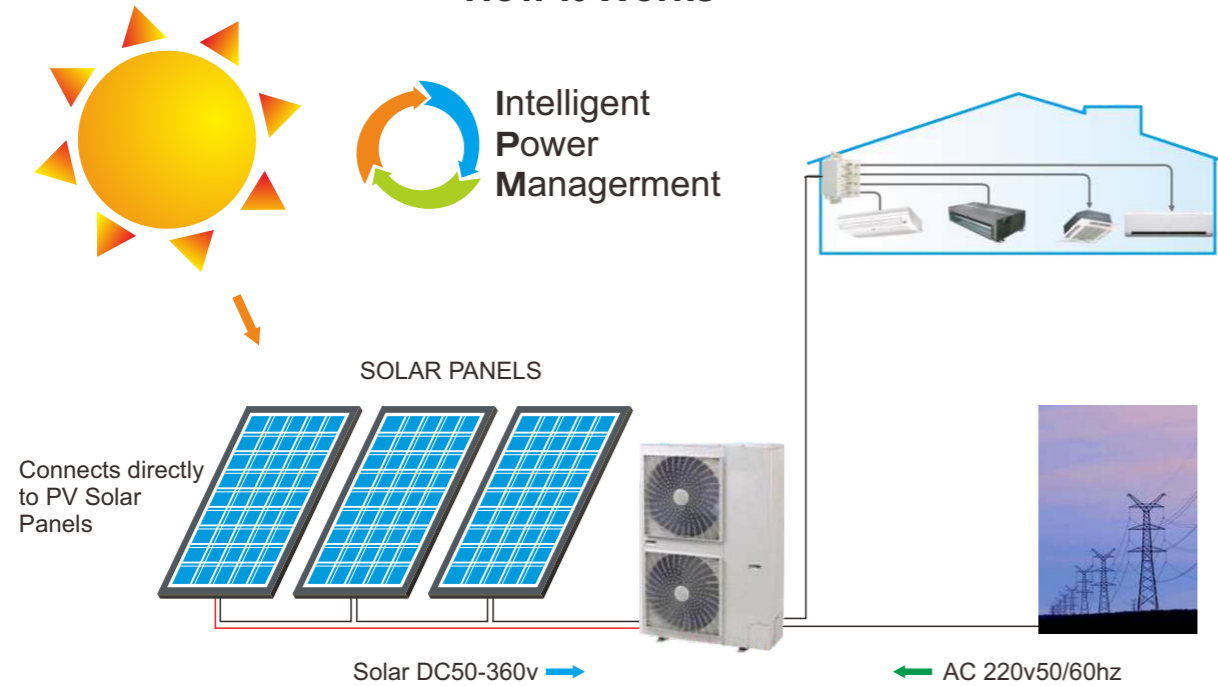 Intelligent
Power
Managerment
SOLAR PANELS
Connects directly
to PV Solar
Panels
Solar DC50-360v
AC 220v50/60hz